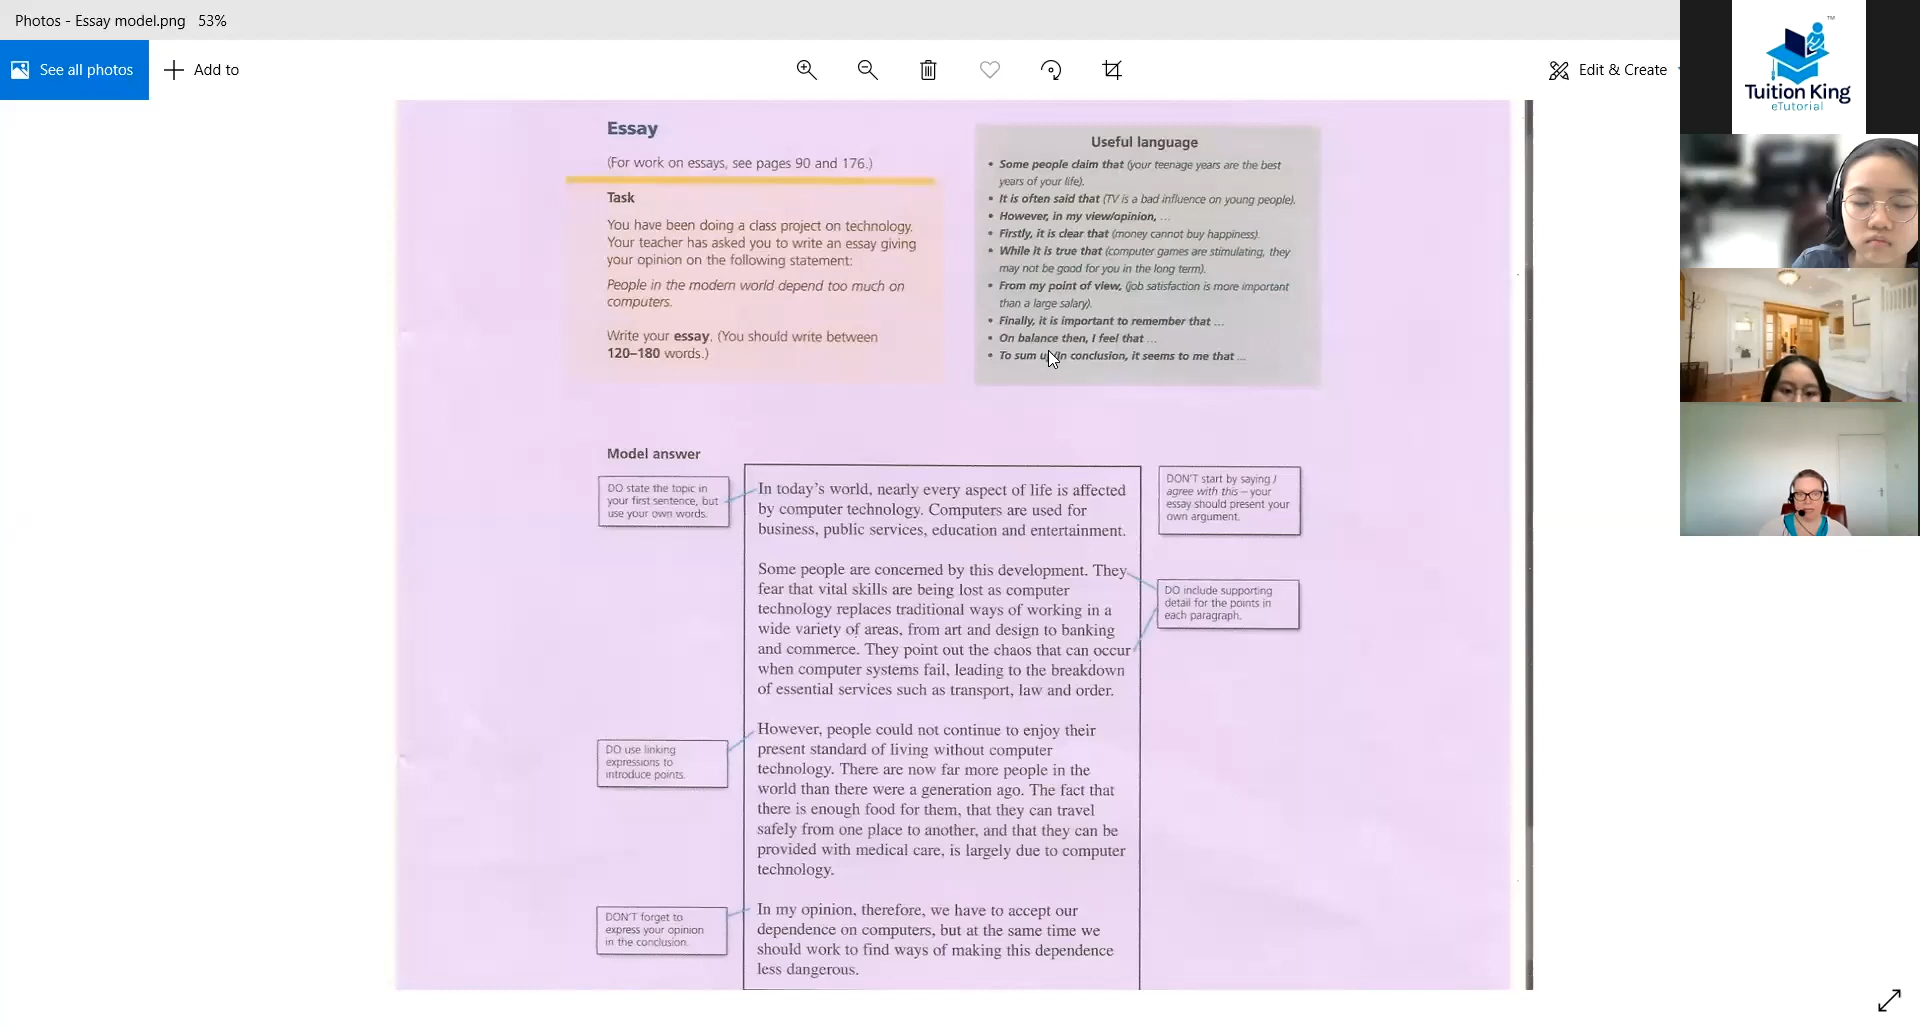 Photos - Essay model.png 53%
See all photos
Add to
Edit & Create
TM
Tuition King
eTutorial
Essay
(For work on essays, see pages 90 and 176.)
Task
You have been doing a class project on technology.
Your teacher has asked you to write an essay giving
your opinion on the following statement:
People in the modern world depend too much on
computers.
Write your essay. (You should write between
120–180 words.)
Useful language
• Some people claim that (your teenage years are the best
years of your life).
• It is often said that (TV is a bad influence on young people).
• However, in my view/opinion, ...
• Firstly, it is clear that (money cannot buy happiness).
• While it is true that (computer games are stimulating, they
may not be good for you in the long term).
• From my point of view, (job satisfaction is more important
than a large salary).
• Finally, it is important to remember that ...
• On balance then, I feel that ...
• To sum up/In conclusion, it seems to me that ...
Model answer
DO state the topic in
your first sentence, but
use your own words.
In today's world, nearly every aspect of life is affected
by computer technology. Computers are used for
business, public services, education and entertainment.
DON'T start by saying I
agree with this – your
essay should present your
own argument.
Some people are concerned by this development. They
fear that vital skills are being lost as computer
technology replaces traditional ways of working in a
wide variety of areas, from art and design to banking
and commerce. They point out the chaos that can occur
when computer systems fail, leading to the breakdown
of essential services such as transport, law and order.
DO include supporting
detail for the points in
each paragraph.
DO use linking
expressions to
introduce points.
However, people could not continue to enjoy their
present standard of living without computer
technology. There are now far more people in the
world than there were a generation ago. The fact that
there is enough food for them, that they can travel
safely from one place to another, and that they can be
provided with medical care, is largely due to computer
technology.
DON'T forget to
express your opinion
in the conclusion.
In my opinion, therefore, we have to accept our
dependence on computers, but at the same time we
should work to find ways of making this dependence
less dangerous.